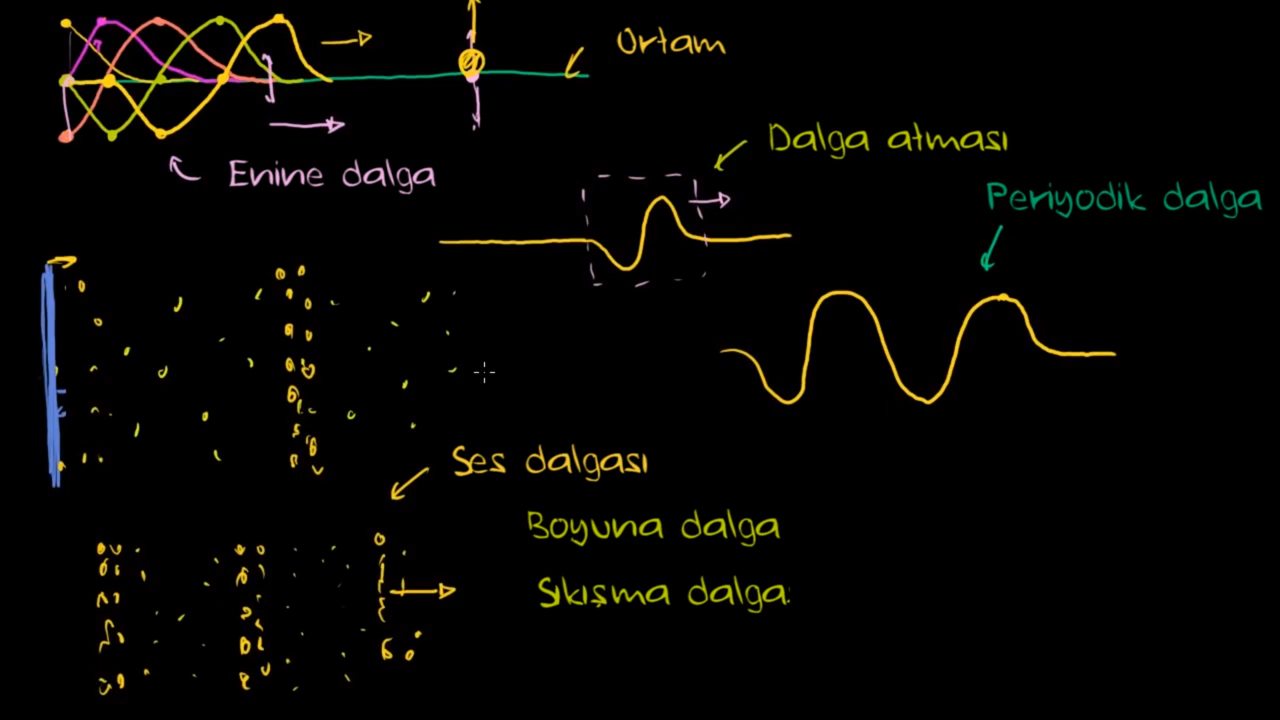 Ortam
Dalga atması
Enine dalga
Periyodik dalga
Ses dalgası
Boyuna dalga
Sıkışma dalga